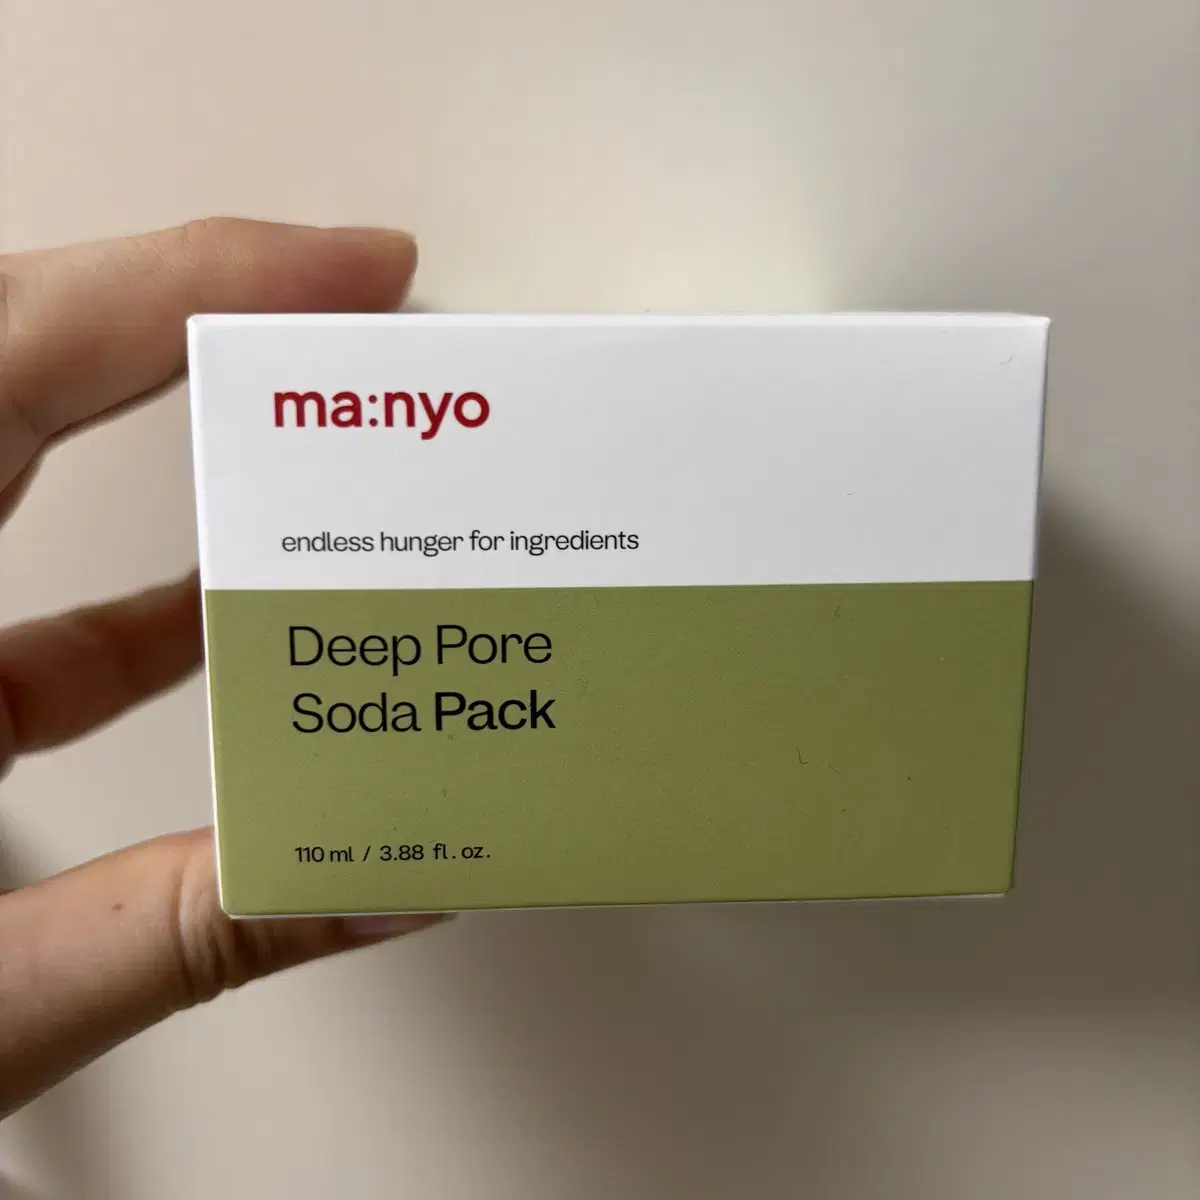 ma:nyo
endless hunger for ingredients
Deep Pore
Soda Pack
110 ml / 3.88 fl. oz.